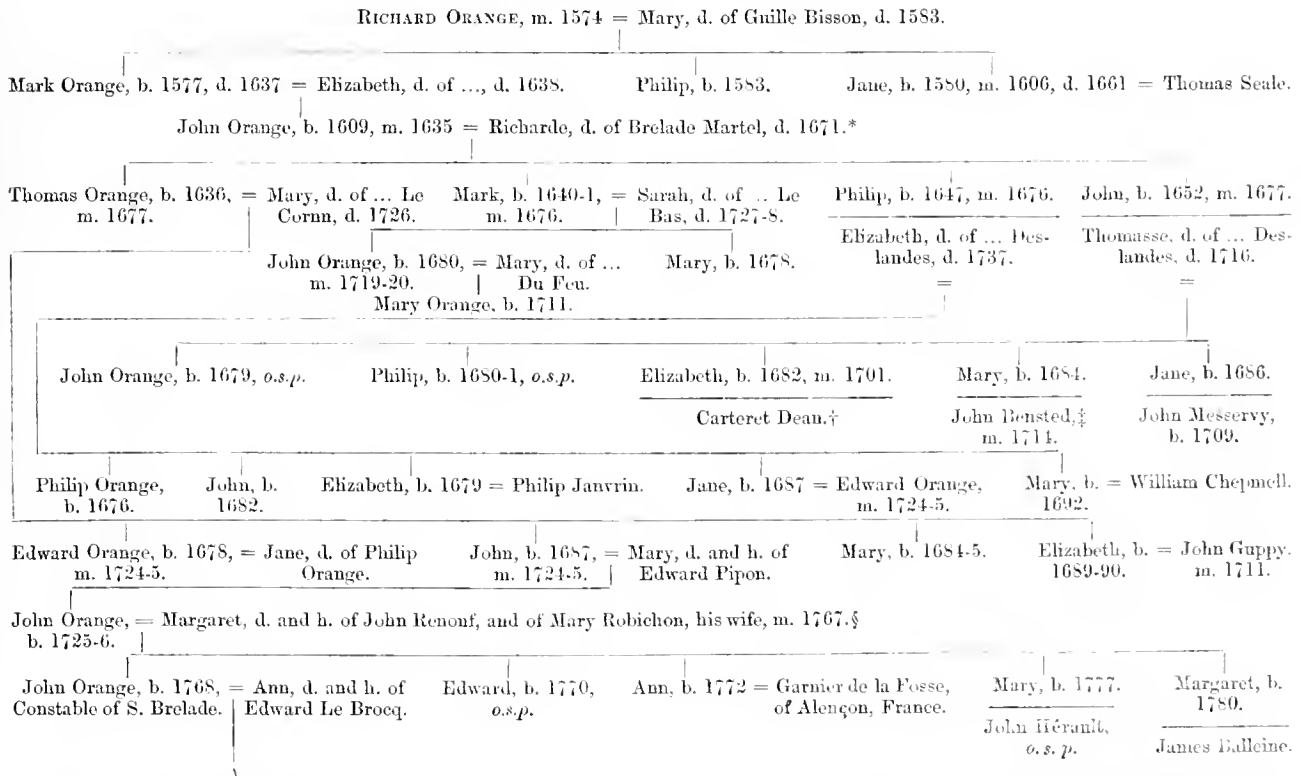 RICHARD ORANGE, m. 1574 = Mary, d. of Guille Bisson, d. 1583.
Mark Orange, b. 1577, d. 1637 = Elizabeth, d. of ..., d. 1638. Philip, b. 1583. Jane, b. 1580, m. 1606, d. 1661 = Thomas Seale.
John Orange, b. 1609, m. 1635 = Richarde, d. of Brelade Martel, d. 1671.*
Thomas Orange, b. 1636, = Mary, d. of ... Le Mark, b. 1640-1, = Sarah, d. of .. Le Philip, b. 1647, m. 1676. John, b. 1652, m. 1677.
m. 1677. Cornu, d. 1726. m. 1676. Bas, d. 1727-8. Elizabeth, d. of ... Des- Thomasse, d. of ... Des-
landes, d. 1737. landes, d. 1716.
John Orange, b. 1680, = Mary, d. of ... Mary, b. 1678. = =
m. 1719-20. Du Feu.
Mary Orange, b. 1711.
John Orange, b. 1679, o.s.p. Philip, b. 1680-1, o.s.p. Elizabeth, b. 1682, m. 1701. Mary, b. 1684. Jane, b. 1686.
Carteret Dean.† John Bensted,‡ John Messervy,
m. 1714. b. 1709.
Philip Orange, John, b. Elizabeth, b. 1679 = Philip Janvrin. Jane, b. 1687 = Edward Orange, Mary, b. = William Chepmell.
b. 1676. 1682. m. 1724-5. 1692.
Edward Orange, b. 1678, = Jane, d. of Philip John, b. 1687, = Mary, d. and h. of Mary, b. 1684-5. Elizabeth, b. = John Guppy.
m. 1724-5. Orange. m. 1724-5. Edward Pipon. 1689-90. m. 1711.
John Orange, = Margaret, d. and h. of John Renouf, and of Mary Robichon, his wife, m. 1767.§
b. 1725-6.
John Orange, b. 1768, = Ann, d. and h. of Edward, b. 1770, Ann, b. 1772 = Garnier de la Fosse, Mary, b. 1777. Margaret, b.
Constable of S. Brelade. Edward Le Brocq. o.s.p. of Alençon, France. John Hérault, 1780.
o. s. p. James Balleine.